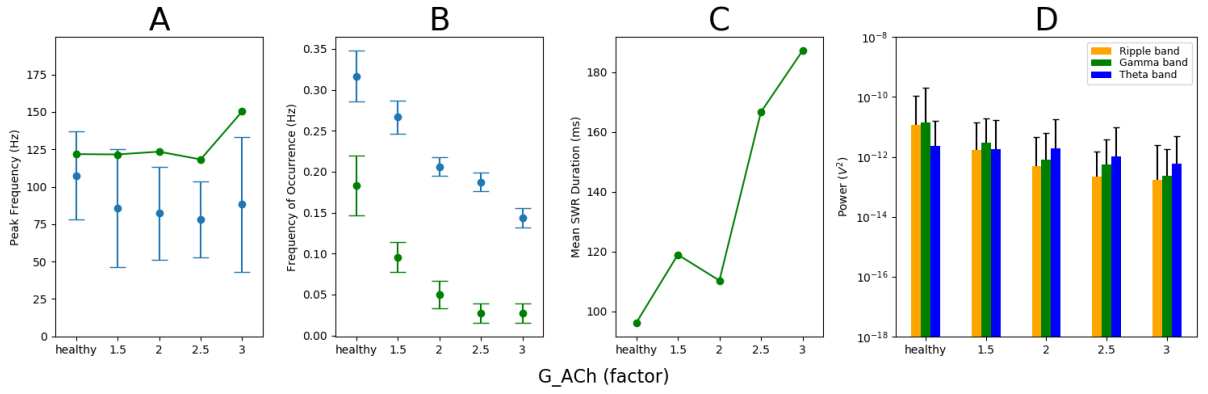 A
B
C
D
Peak Frequency (Hz)
175
150
125
100
75
50
25
0
healthy 1.5 2 2.5 3
Frequency of Occurrence (Hz)
0.35
0.30
0.25
0.20
0.15
0.10
0.05
0.00
healthy 1.5 2 2.5 3
Mean SWR Duration (ms)
180
160
140
120
100
healthy 1.5 2 2.5 3
Power (V²)
10⁻⁸
10⁻¹⁰
10⁻¹²
10⁻¹⁴
10⁻¹⁶
10⁻¹⁸
Ripple band
Gamma band
Theta band
healthy 1.5 2 2.5 3
G_ACh (factor)